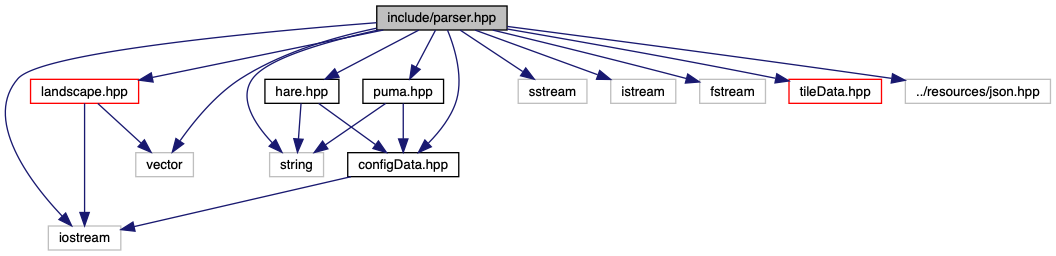 include/parser.hpp
landscape.hpp
hare.hpp
puma.hpp
sstream
istream
fstream
tileData.hpp
../resources/json.hpp
vector
string
configData.hpp
iostream